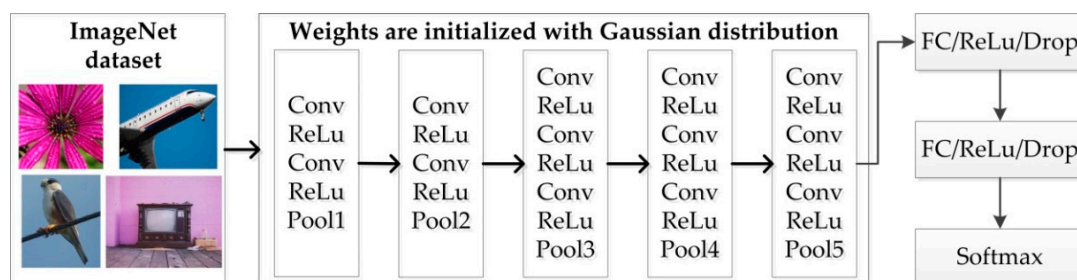 ImageNet
dataset
Weights are initialized with Gaussian distribution
Conv
ReLu
Conv
ReLu
Pool1
Conv
ReLu
Conv
ReLu
Pool2
Conv
ReLu
Conv
ReLu
Conv
ReLu
Pool3
Conv
ReLu
Conv
ReLu
Conv
ReLu
Pool4
Conv
ReLu
Conv
ReLu
Conv
ReLu
Pool5
FC/ReLu/Drop
FC/ReLu/Drop
Softmax